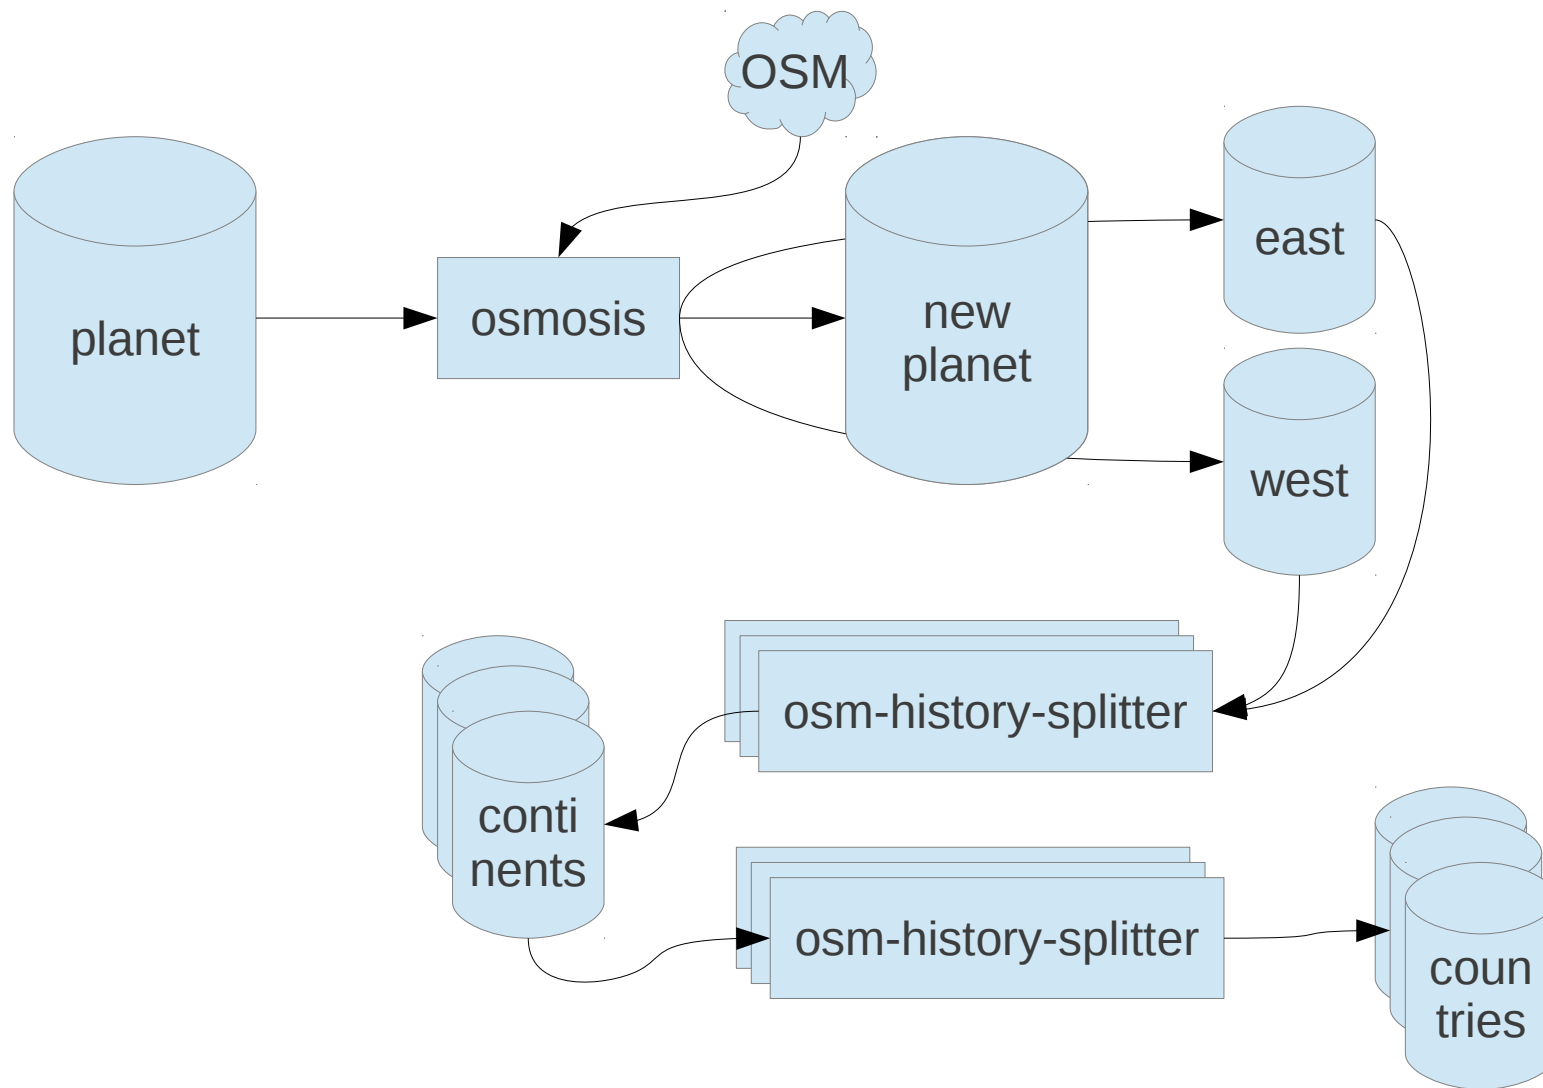 OSM
planet
osmosis
new
planet
east
west
osm-history-splitter
conti
nents
osm-history-splitter
coun
tries